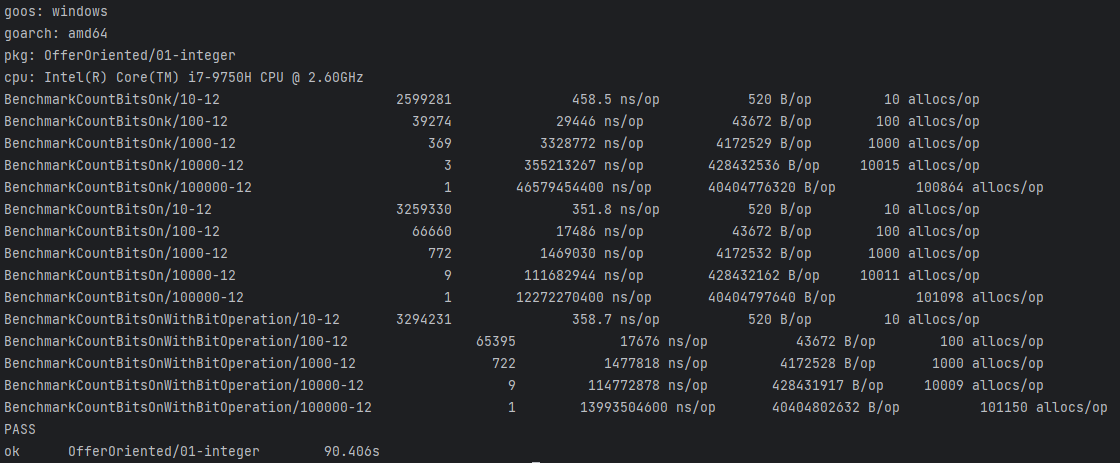 goos: windows
goarch: amd64
pkg: OfferOriented/01-integer
cpu: Intel(R) Core(TM) i7-9750H CPU @ 2.60GHz
BenchmarkCountBitsOnk/10-12 2599281 458.5 ns/op 520 B/op 10 allocs/op
BenchmarkCountBitsOnk/100-12 39274 29446 ns/op 43672 B/op 100 allocs/op
BenchmarkCountBitsOnk/1000-12 369 3328772 ns/op 4172529 B/op 1000 allocs/op
BenchmarkCountBitsOnk/10000-12 3 355213267 ns/op 428432536 B/op 10015 allocs/op
BenchmarkCountBitsOnk/100000-12 1 46579454400 ns/op 40404776320 B/op 100864 allocs/op
BenchmarkCountBitsOn/10-12 3259330 351.8 ns/op 520 B/op 10 allocs/op
BenchmarkCountBitsOn/100-12 66660 17486 ns/op 43672 B/op 100 allocs/op
BenchmarkCountBitsOn/1000-12 772 1469030 ns/op 4172532 B/op 1000 allocs/op
BenchmarkCountBitsOn/10000-12 9 111682944 ns/op 428432162 B/op 10011 allocs/op
BenchmarkCountBitsOn/100000-12 1 12272270400 ns/op 40404797640 B/op 101098 allocs/op
BenchmarkCountBitsOnWithBitOperation/10-12 3294231 358.7 ns/op 520 B/op 10 allocs/op
BenchmarkCountBitsOnWithBitOperation/100-12 65395 17676 ns/op 43672 B/op 100 allocs/op
BenchmarkCountBitsOnWithBitOperation/1000-12 722 1477818 ns/op 4172528 B/op 1000 allocs/op
BenchmarkCountBitsOnWithBitOperation/10000-12 9 114772878 ns/op 428431917 B/op 10009 allocs/op
BenchmarkCountBitsOnWithBitOperation/100000-12 1 13993504600 ns/op 40404802632 B/op 101150 allocs/op
PASS
ok OfferOriented/01-integer 90.406s